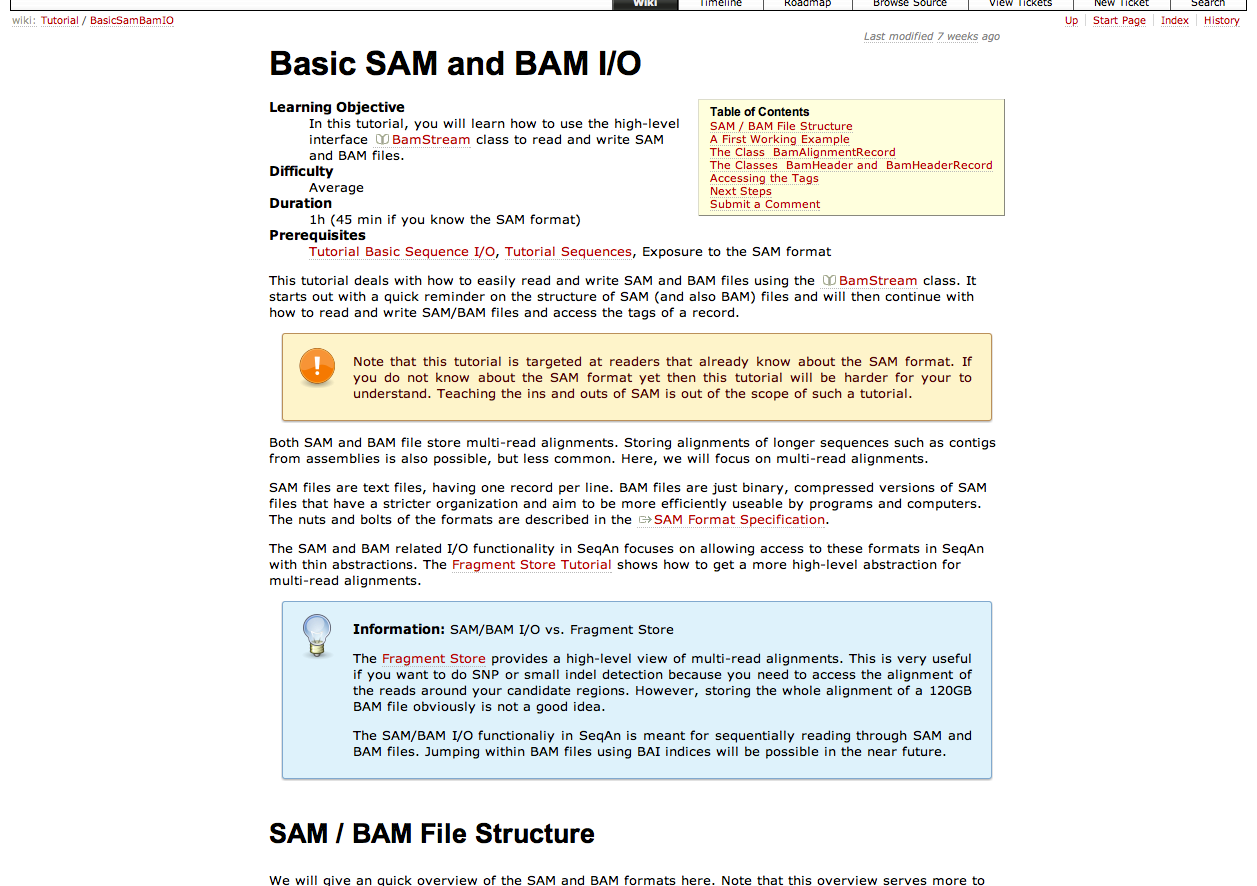 Wiki Timeline Roadmap Browse Source View Tickets New Ticket Search
wiki: Tutorial / BasicSamBamIO
Up Start Page Index History
Last modified 7 weeks ago
Basic SAM and BAM I/O
Learning Objective
In this tutorial, you will learn how to use the high-level
interface BamStream class to read and write SAM
and BAM files.
Difficulty
Average
Duration
1h (45 min if you know the SAM format)
Prerequisites
Tutorial Basic Sequence I/O, Tutorial Sequences, Exposure to the SAM format
Table of Contents
SAM / BAM File Structure
A First Working Example
The Class BamAlignmentRecord
The Classes BamHeader and BamHeaderRecord
Accessing the Tags
Next Steps
Submit a Comment
This tutorial deals with how to easily read and write SAM and BAM files using the BamStream class. It
starts out with a quick reminder on the structure of SAM (and also BAM) files and will then continue with
how to read and write SAM/BAM files and access the tags of a record.
Note that this tutorial is targeted at readers that already know about the SAM format. If
you do not know about the SAM format yet then this tutorial will be harder for your to
understand. Teaching the ins and outs of SAM is out of the scope of such a tutorial.
Both SAM and BAM file store multi-read alignments. Storing alignments of longer sequences such as contigs
from assemblies is also possible, but less common. Here, we will focus on multi-read alignments.
SAM files are text files, having one record per line. BAM files are just binary, compressed versions of SAM
files that have a stricter organization and aim to be more efficiently useable by programs and computers.
The nuts and bolts of the formats are described in the SAM Format Specification.
The SAM and BAM related I/O functionality in SeqAn focuses on allowing access to these formats in SeqAn
with thin abstractions. The Fragment Store Tutorial shows how to get a more high-level abstraction for
multi-read alignments.
Information: SAM/BAM I/O vs. Fragment Store
The Fragment Store provides a high-level view of multi-read alignments. This is very useful
if you want to do SNP or small indel detection because you need to access the alignment of
the reads around your candidate regions. However, storing the whole alignment of a 120GB
BAM file obviously is not a good idea.
The SAM/BAM I/O functionaliy in SeqAn is meant for sequentially reading through SAM and
BAM files. Jumping within BAM files using BAI indices will be possible in the near future.
SAM / BAM File Structure
We will give an quick overview of the SAM and BAM formats here. Note that this overview serves more to